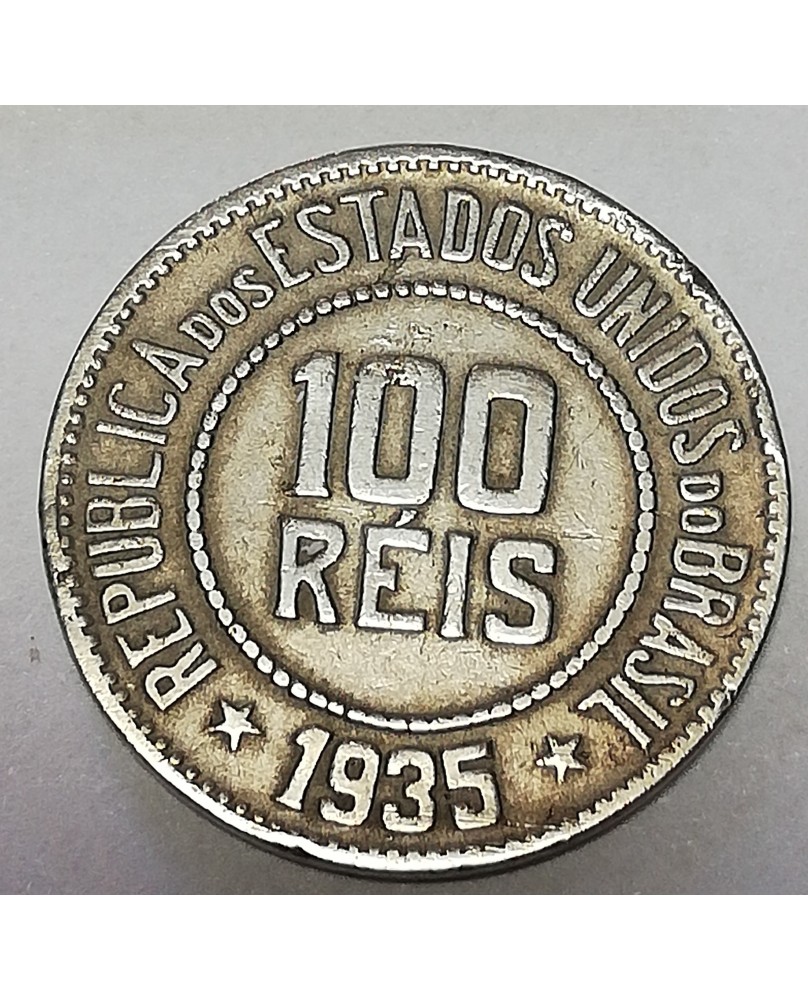 REPUBLICA DOS ESTADOS UNIDOS DO BRASIL
100
RÉIS
★ 1935 ★